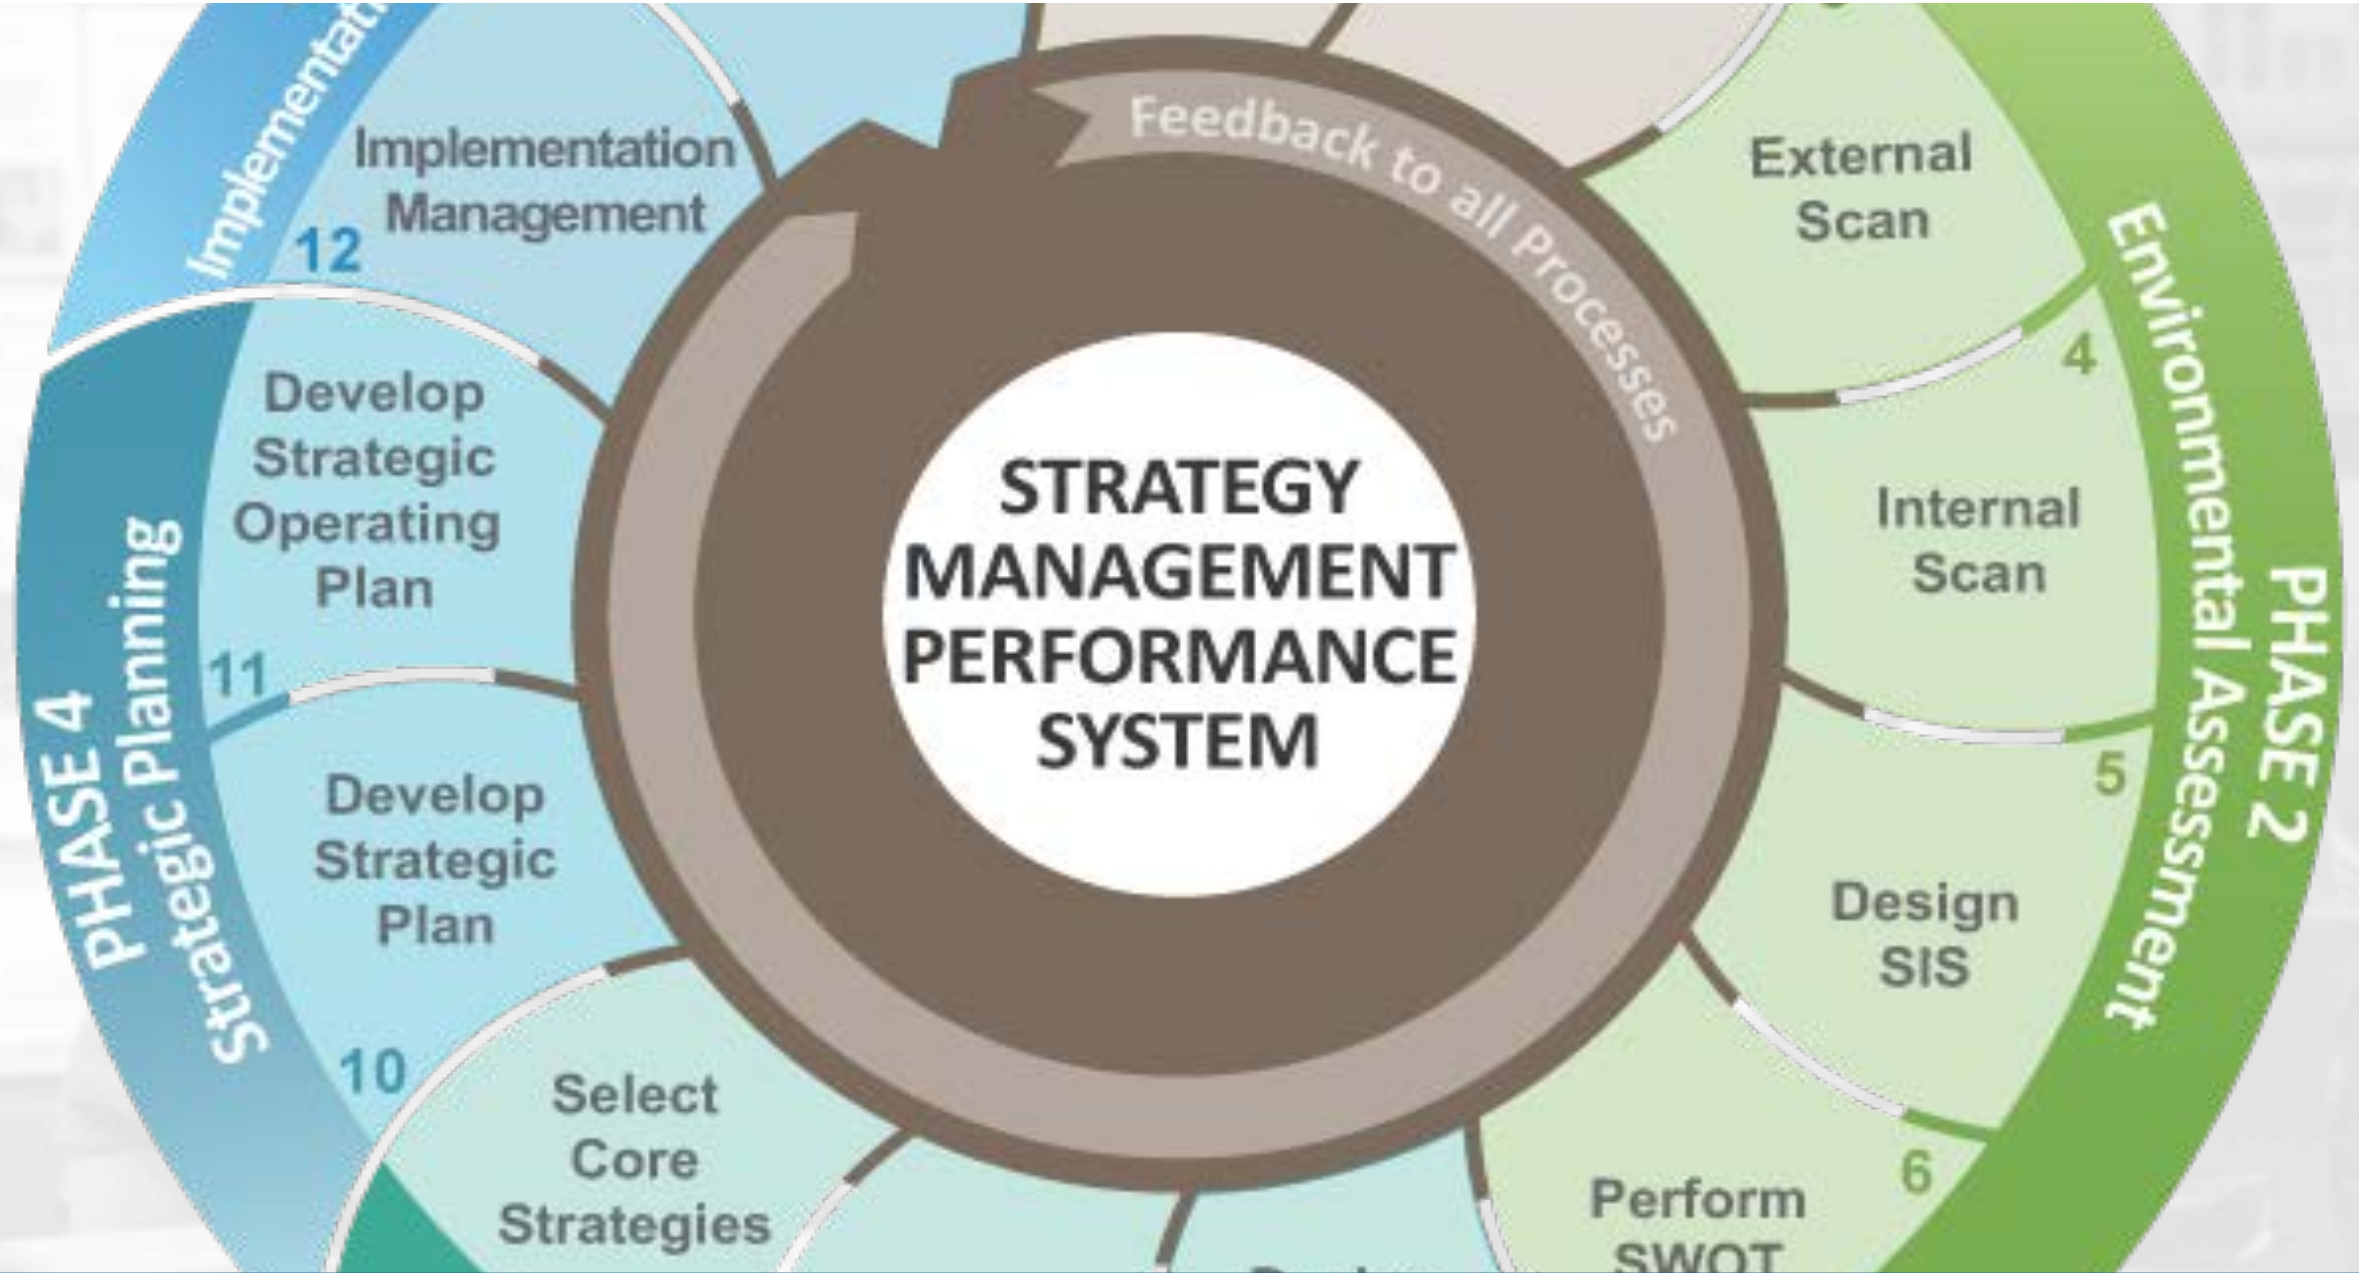 STRATEGY
MANAGEMENT
PERFORMANCE
SYSTEM
Feedback to all Processes
External
Scan
4
Internal
Scan
5
Design
SIS
6
Perform
SWOT
PHASE 2
Environmental Assessment
Select
Core
Strategies
10
Develop
Strategic
Plan
11
Develop
Strategic
Operating
Plan
PHASE 4
Strategic Planning
12
Implementation
Management